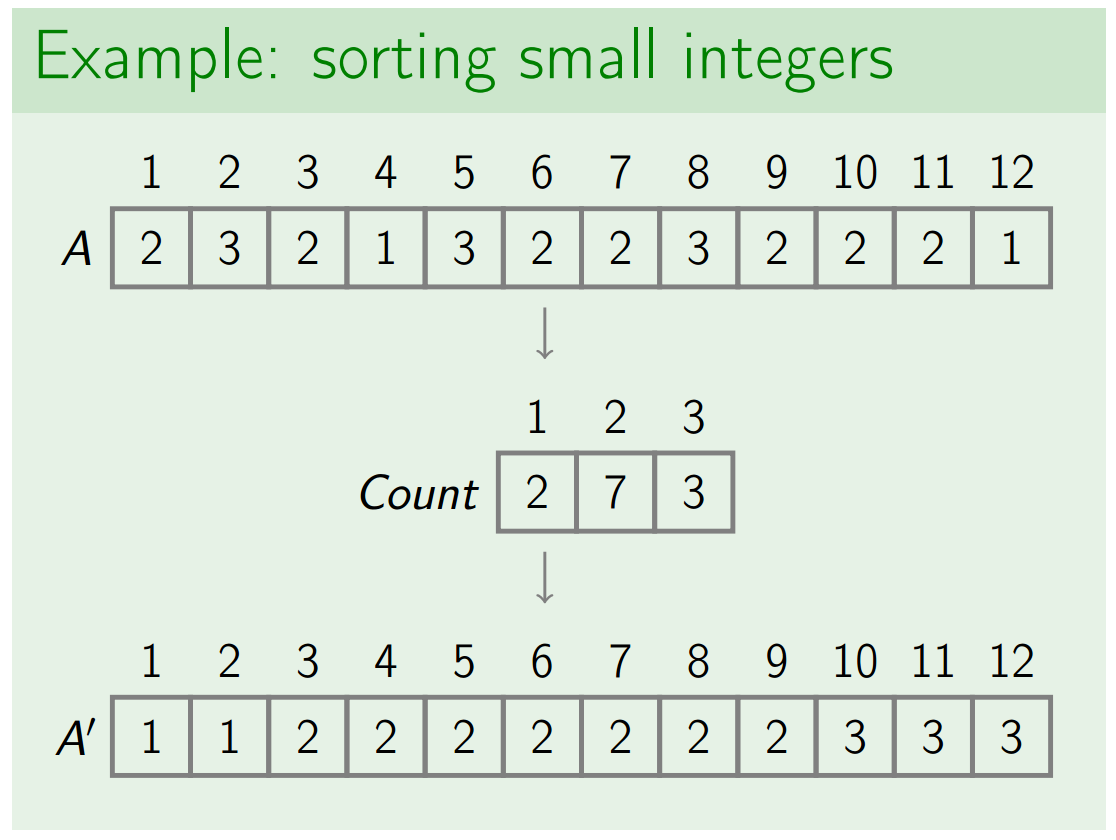 Example: sorting small integers
1 2 3 4 5 6 7 8 9 10 11 12
A 2 3 2 1 3 2 2 3 2 2 2 1
1 2 3
Count 2 7 3
1 2 3 4 5 6 7 8 9 10 11 12
A′ 1 1 2 2 2 2 2 2 2 3 3 3